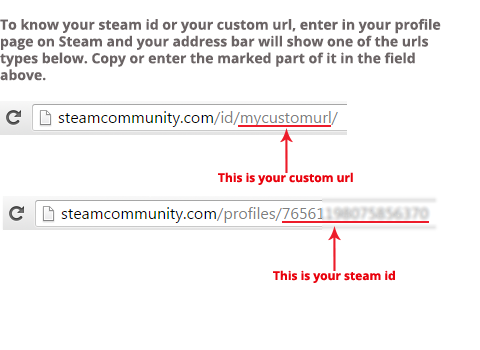 To know your steam id or your custom url, enter in your profile
page on Steam and your address bar will show one of the urls
types below. Copy or enter the marked part of it in the field
above.
steamcommunity.com/id/mycustomurl/
This is your custom url
steamcommunity.com/profiles/76561
This is your steam id